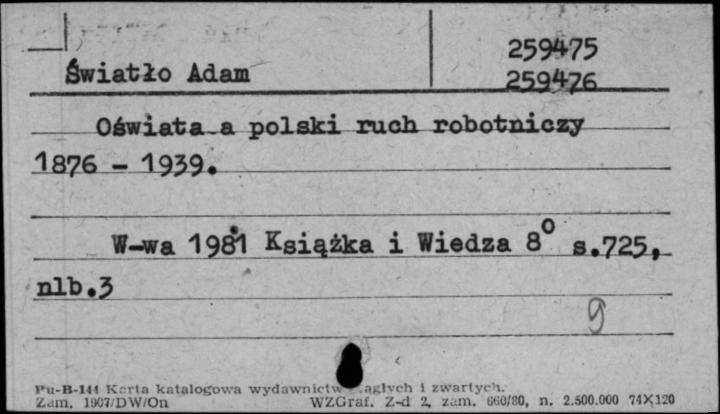 259475
Światło Adam
259476
Oświata a polski ruch robotniczy
1876 - 1939.
W-wa 1981 Książka i Wiedza 8° s.725,
nlb.3
9
Pu-B-144 Karta katalogowa wydawnictw ciągłych i zwartych.
Zam. 1907/DW/On WZGraf. Z-d 2, zam. 660/80, n. 2.500.000 74X120